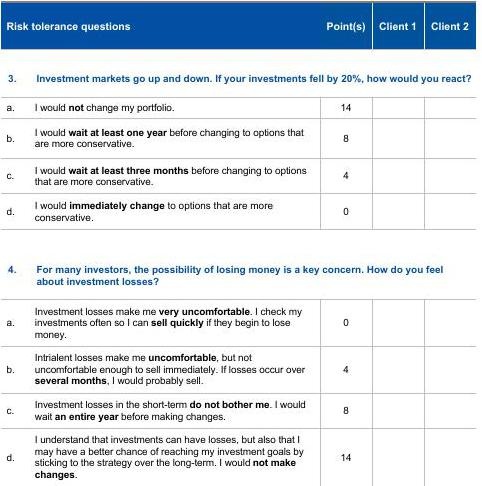 Risk tolerance questions Point(s) Client 1 Client 2
3. Investment markets go up and down. If your investments fell by 20%, how would you react?
a. I would not change my portfolio. 14
b. I would wait at least one year before changing to options that
are more conservative. 8
c. I would wait at least three months before changing to options
that are more conservative. 4
d. I would immediately change to options that are more
conservative. 0
4. For many investors, the possibility of losing money is a key concern. How do you feel
about investment losses?
a. Investment losses make me very uncomfortable. I check my
investments often so I can sell quickly if they begin to lose
money. 0
b. Intrialent losses make me uncomfortable, but not
uncomfortable enough to sell immediately. If losses occur over
several months, I would probably sell. 4
c. Investment losses in the short-term do not bother me. I would
wait an entire year before making changes. 8
d. I understand that investments can have losses, but also that I
may have a better chance of reaching my investment goals by
sticking to the strategy over the long-term. I would not make
changes. 14